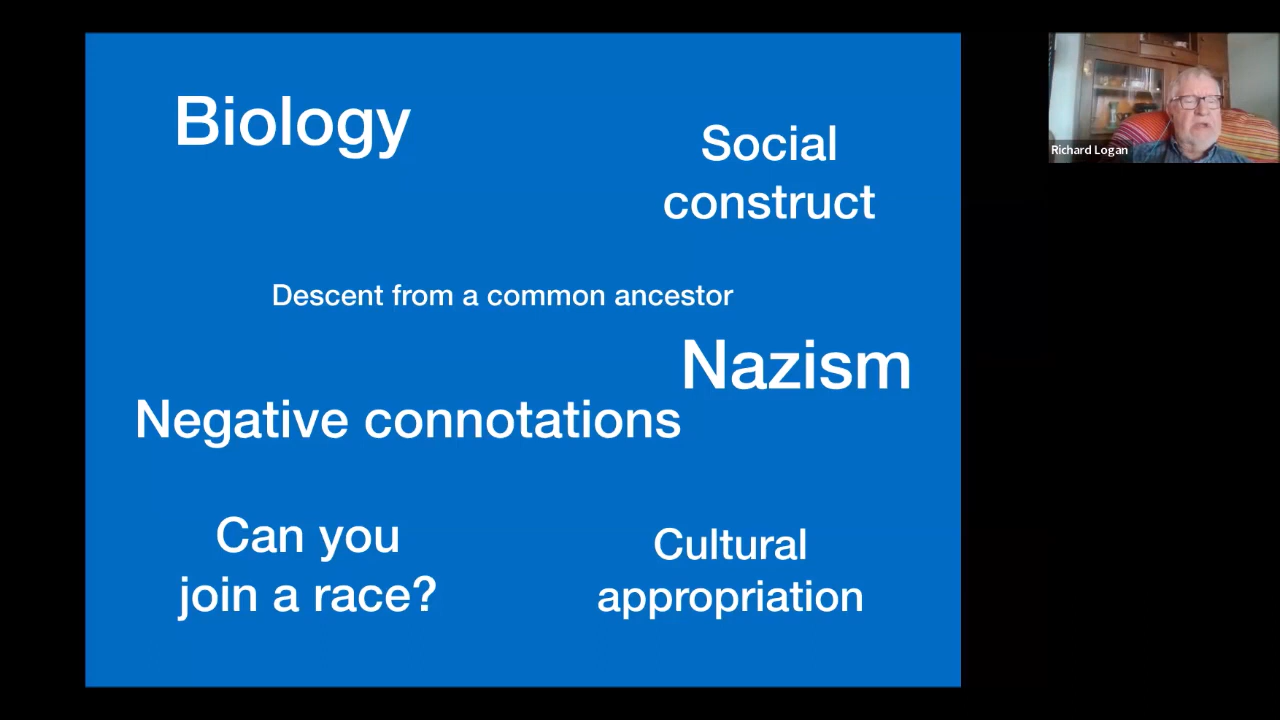 Biology
Social
construct
Descent from a common ancestor
Nazism
Negative connotations
Can you
join a race?
Cultural
appropriation
Richard Logan